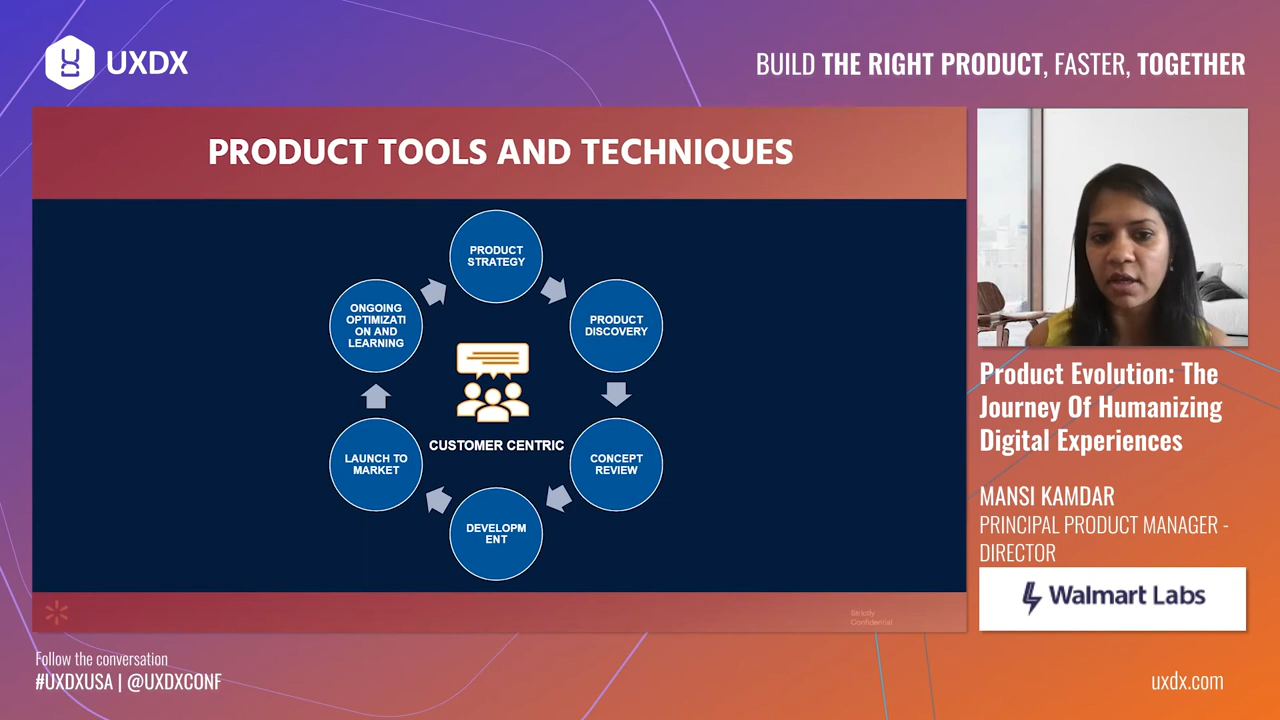 UXDX
BUILD THE RIGHT PRODUCT, FASTER, TOGETHER
PRODUCT TOOLS AND TECHNIQUES
PRODUCT
STRATEGY
PRODUCT
DISCOVERY
CONCEPT
REVIEW
DEVELOPM
ENT
LAUNCH TO
MARKET
ONGOING
OPTIMIZATI
ON AND
LEARNING
CUSTOMER CENTRIC
Strictly
Confidential
Product Evolution: The
Journey Of Humanizing
Digital Experiences
MANSI KAMDAR
PRINCIPAL PRODUCT MANAGER -
DIRECTOR
Walmart Labs
Follow the conversation
#UXDXUSA | @UXDXCONF
uxdx.com